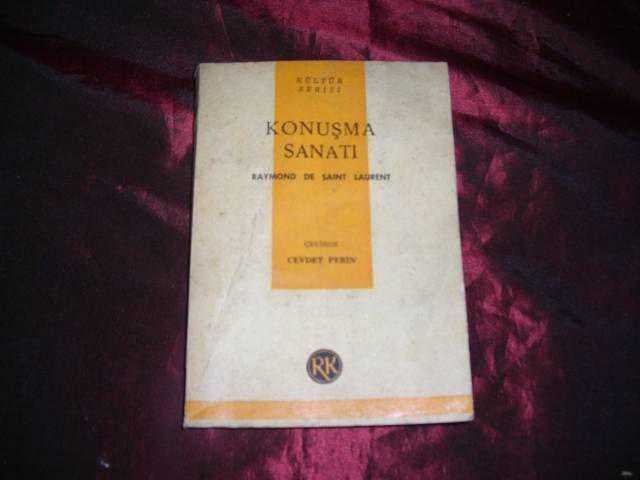 KÜLTÜR
SERİSİ
KONUŞMA
SANATI
RAYMOND DE SAINT LAURENT
ÇEVİREN
CEVDET PERİN
RK